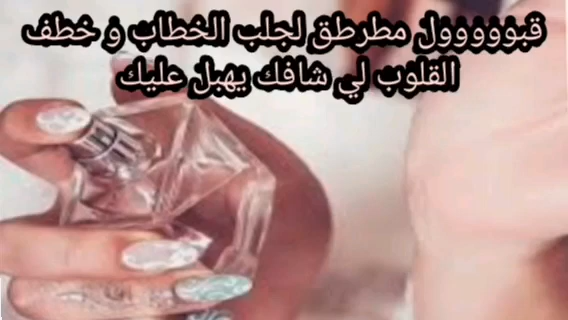 قبوووووول مطرطق لجلب الخطاب و خطف
القلوب لي شافك يهبل عليك